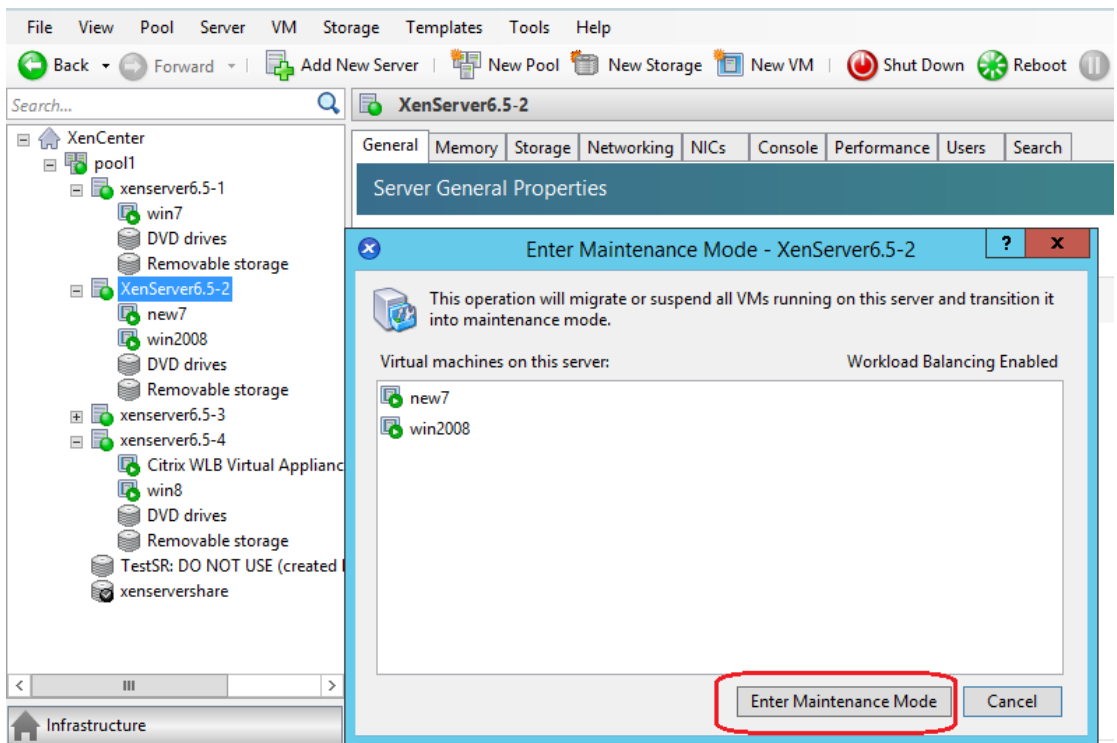 File View Pool Server VM Storage Templates Tools Help
Back Forward Add New Server New Pool New Storage New VM Shut Down Reboot
Search...
XenServer6.5-2
XenCenter
pool1
xenserver6.5-1
win7
DVD drives
Removable storage
XenServer6.5-2
new7
win2008
DVD drives
Removable storage
xenserver6.5-3
xenserver6.5-4
Citrix WLB Virtual Applianc
win8
DVD drives
Removable storage
TestSR: DO NOT USE (created
xenservershare
Infrastructure
General Memory Storage Networking NICs Console Performance Users Search
Server General Properties
Enter Maintenance Mode - XenServer6.5-2
? x
This operation will migrate or suspend all VMs running on this server and transition it
into maintenance mode.
Virtual machines on this server: Workload Balancing Enabled
new7
win2008
Enter Maintenance Mode Cancel